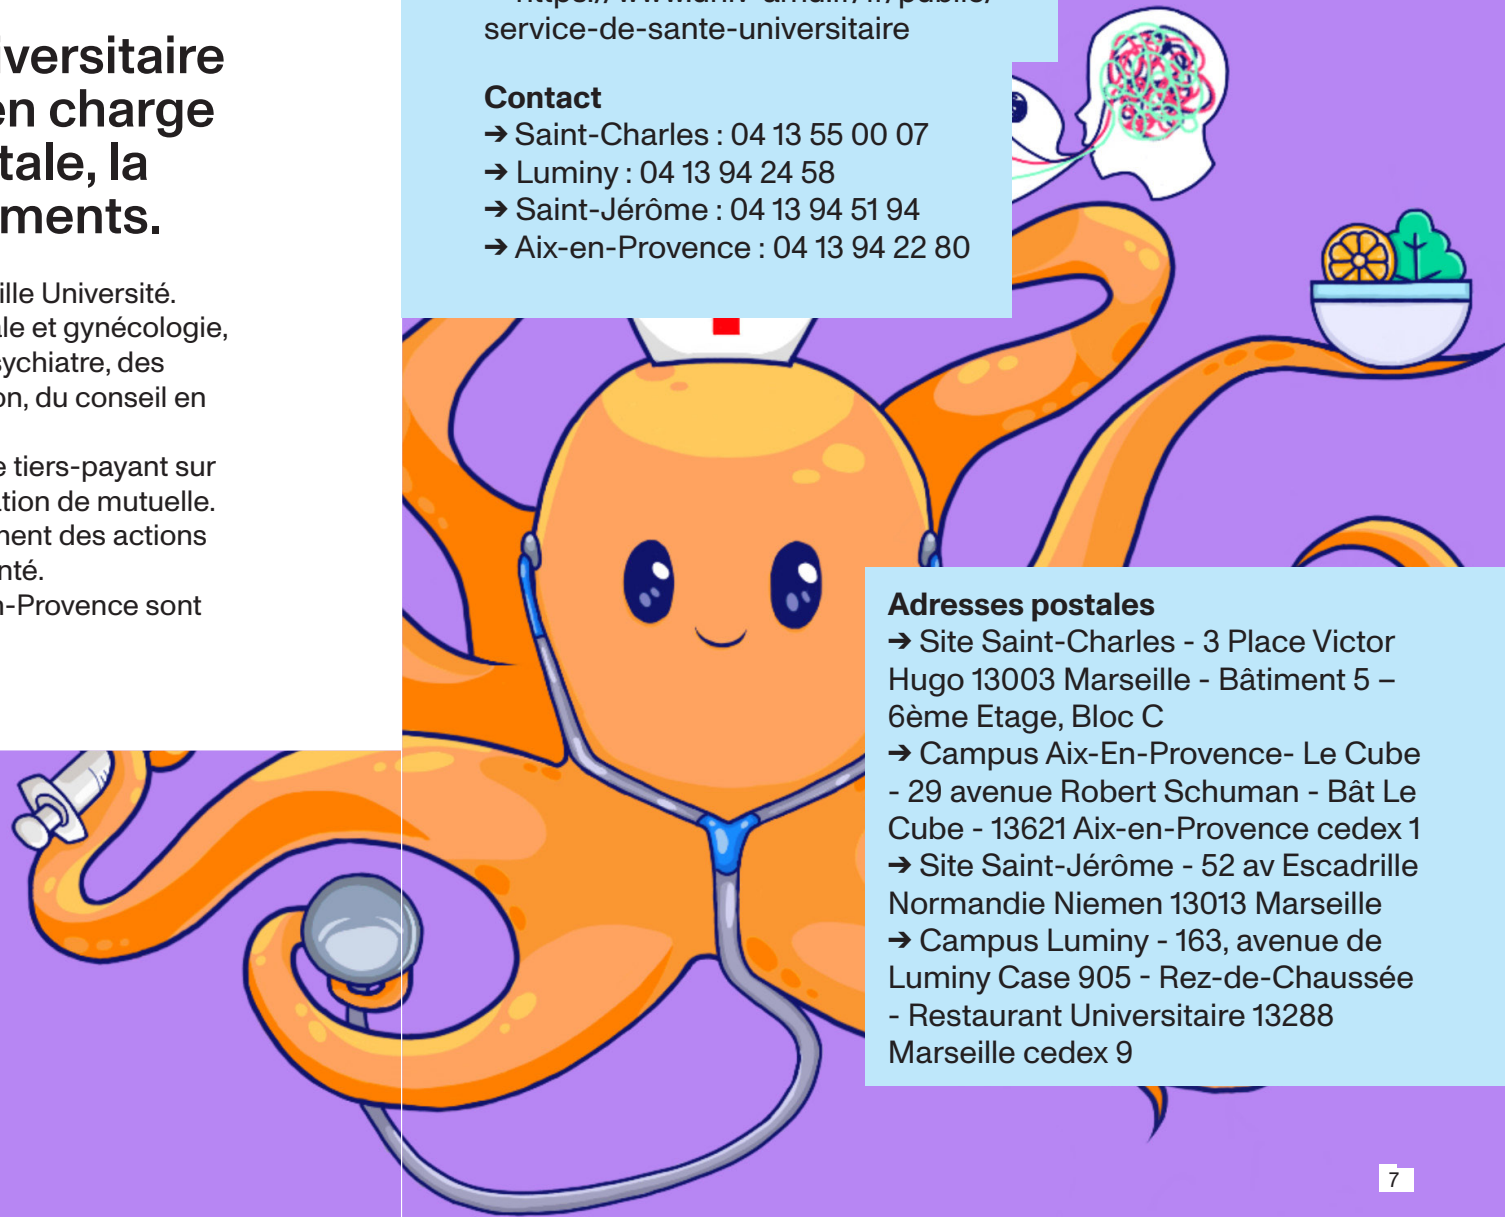 iversitaire
en charge
tale, la
ments.
ille Université.
ale et gynécologie,
sychiatre, des
on, du conseil en
e tiers-payant sur
ation de mutuelle.
ment des actions
nté.
n-Provence sont
service-de-sante-universitaire
Contact
➔ Saint-Charles : 04 13 55 00 07
➔ Luminy : 04 13 94 24 58
➔ Saint-Jérôme : 04 13 94 51 94
➔ Aix-en-Provence : 04 13 94 22 80
Adresses postales
➔ Site Saint-Charles - 3 Place Victor
Hugo 13003 Marseille - Bâtiment 5 –
6ème Etage, Bloc C
➔ Campus Aix-En-Provence- Le Cube
- 29 avenue Robert Schuman - Bât Le
Cube - 13621 Aix-en-Provence cedex 1
➔ Site Saint-Jérôme - 52 av Escadrille
Normandie Niemen 13013 Marseille
➔ Campus Luminy - 163, avenue de
Luminy Case 905 - Rez-de-Chaussée
- Restaurant Universitaire 13288
Marseille cedex 9
7